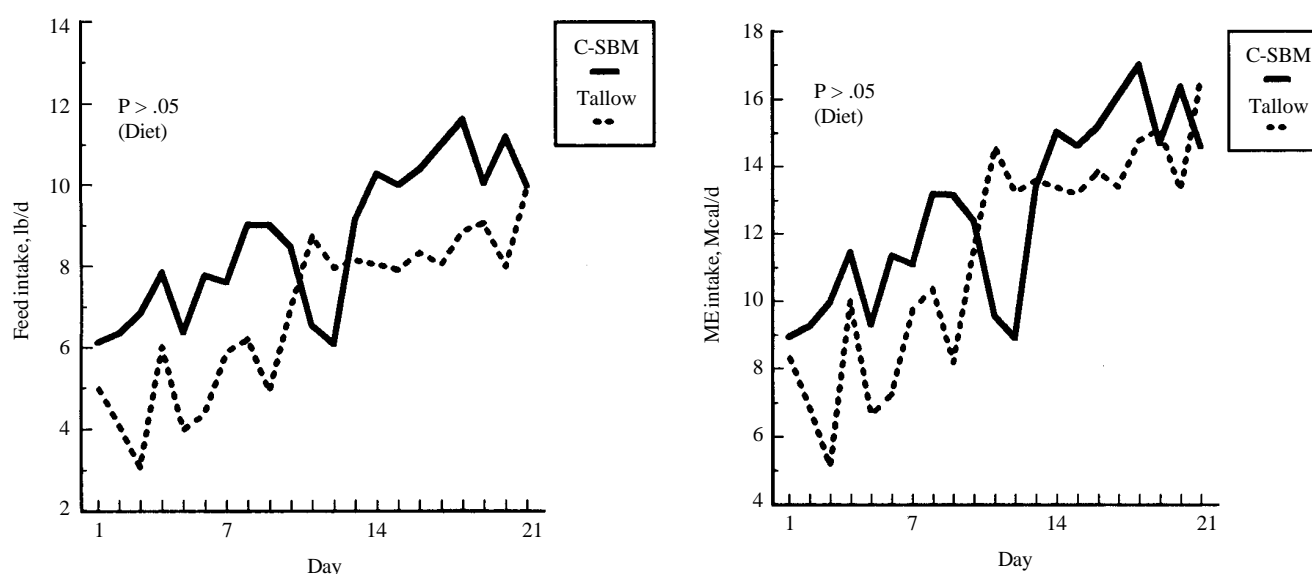 14
12
10
8
6
4
2
Feed intake, lb/d
P > .05
(Diet)
C-SBM
Tallow
1
7
14
21
Day
18
16
14
12
10
8
6
4
ME intake, Mcal/d
P > .05
(Diet)
C-SBM
Tallow
1
7
14
21
Day